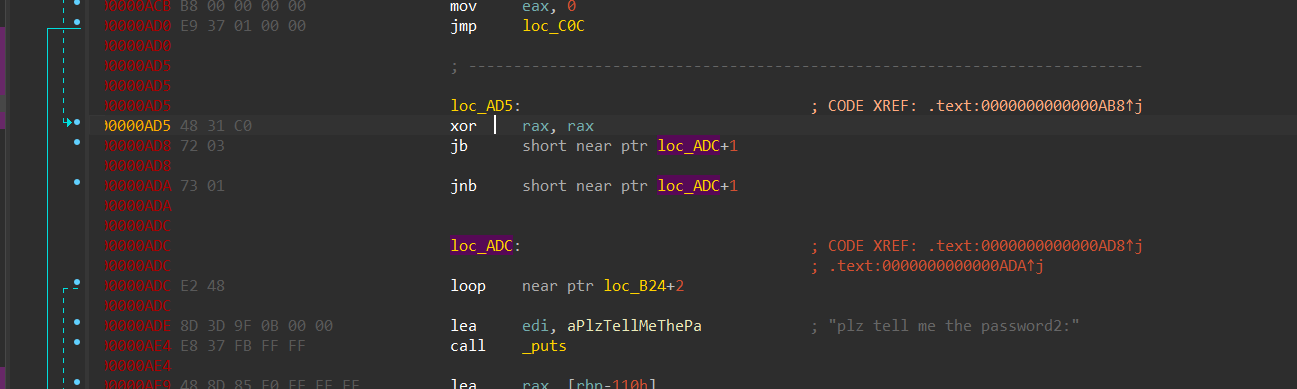 00000ACB B8 00 00 00 00 mov eax, 0
00000AD0 E9 37 01 00 00 jmp loc_C0C
00000AD0
00000AD5 ; ---------------------------------------------------------------------------
00000AD5
00000AD5 loc_AD5: ; CODE XREF: .text:0000000000000AB8↑j
00000AD5 48 31 C0 xor rax, rax
00000AD8 72 03 jb short near ptr loc_ADC+1
00000AD8
00000ADA 73 01 jnb short near ptr loc_ADC+1
00000ADA
00000ADC
00000ADC loc_ADC: ; CODE XREF: .text:0000000000000AD8↑j
00000ADC ; .text:0000000000000ADA↑j
00000ADC E2 48 loop near ptr loc_B24+2
00000ADC
00000ADE 8D 3D 9F 0B 00 00 lea edi, aPlzTellMeThePa ; "plz tell me the password2:"
00000AE4 E8 37 FB FF FF call _puts
00000AE4
00000AE9 48 8D 85 F0 FE FF FF lea rax, [rbp-110h]